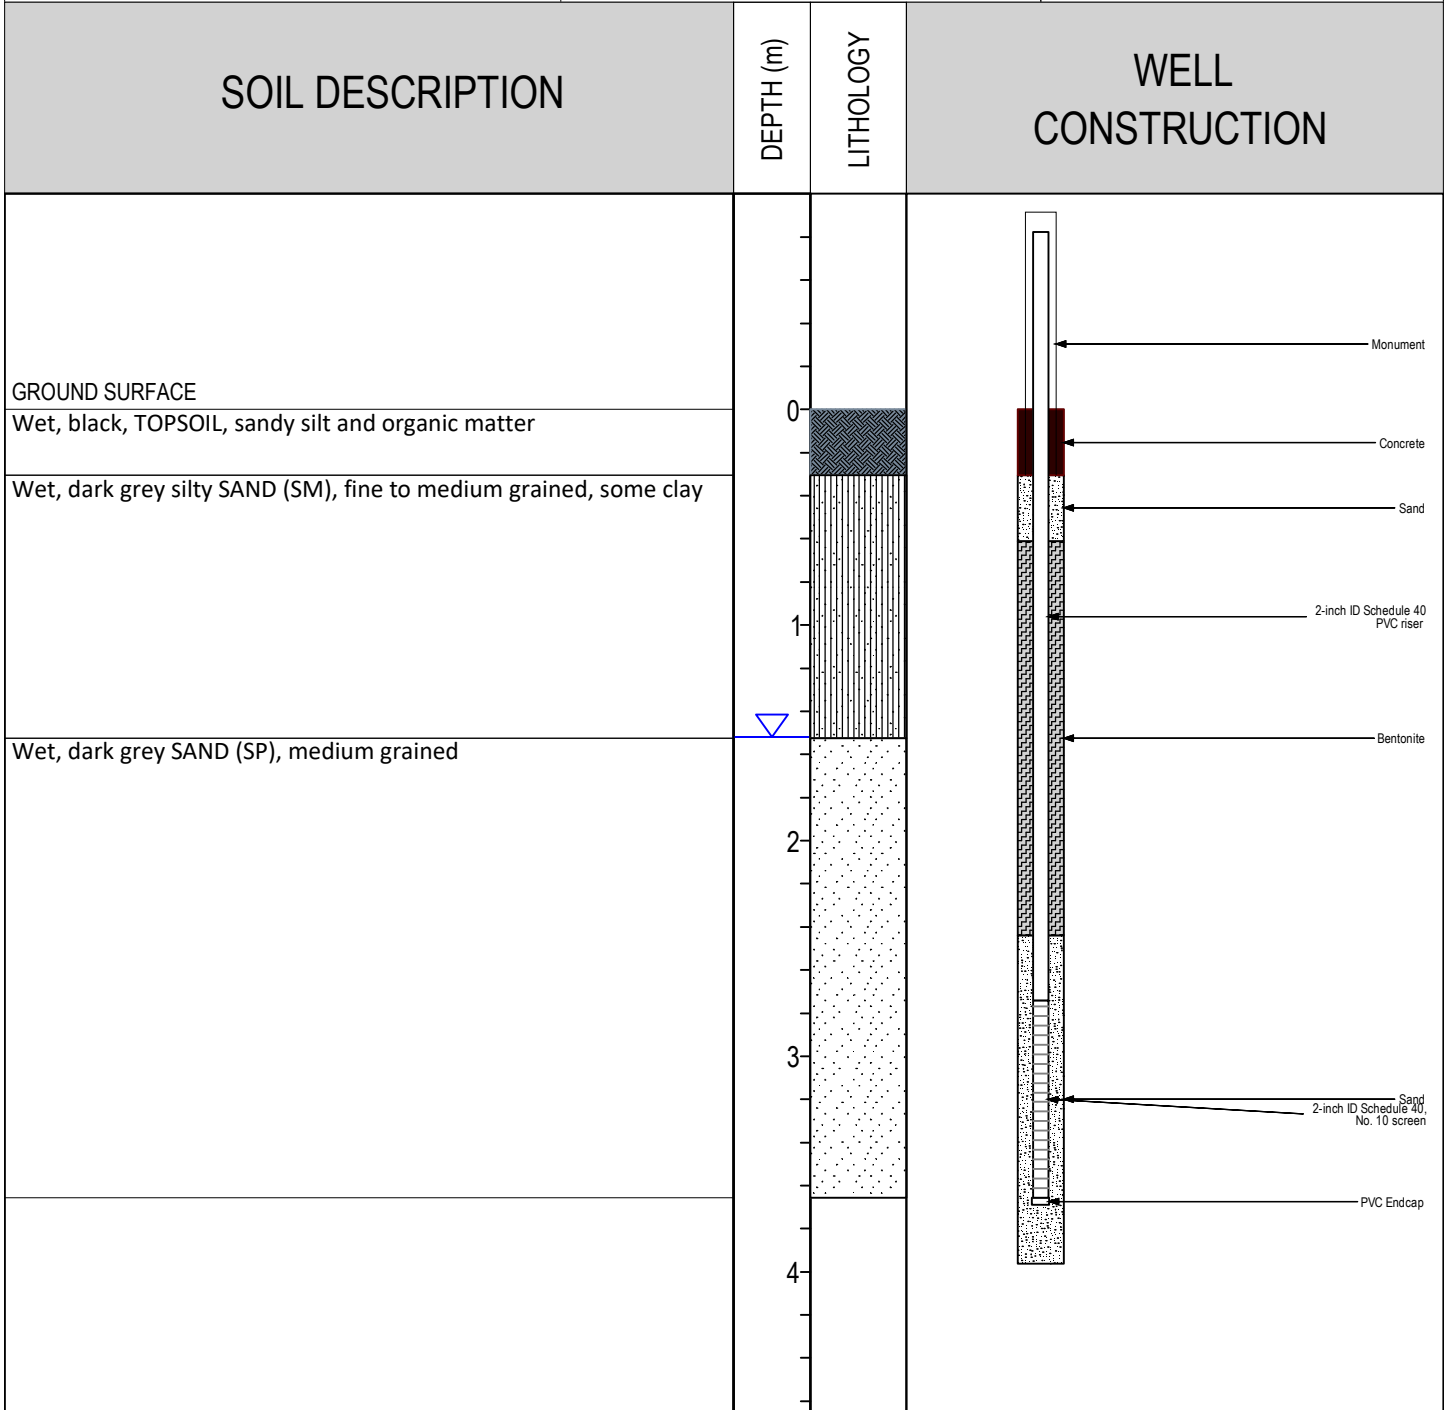 SOIL DESCRIPTION
DEPTH (m)
LITHOLOGY
WELL
CONSTRUCTION
Monument
GROUND SURFACE
0
Wet, black, TOPSOIL, sandy silt and organic matter
Concrete
Wet, dark grey silty SAND (SM), fine to medium grained, some clay
Sand
2-inch ID Schedule 40
PVC riser
1
Bentonite
Wet, dark grey SAND (SP), medium grained
2
3
Sand
2-inch ID Schedule 40,
No. 10 screen
PVC Endcap
4